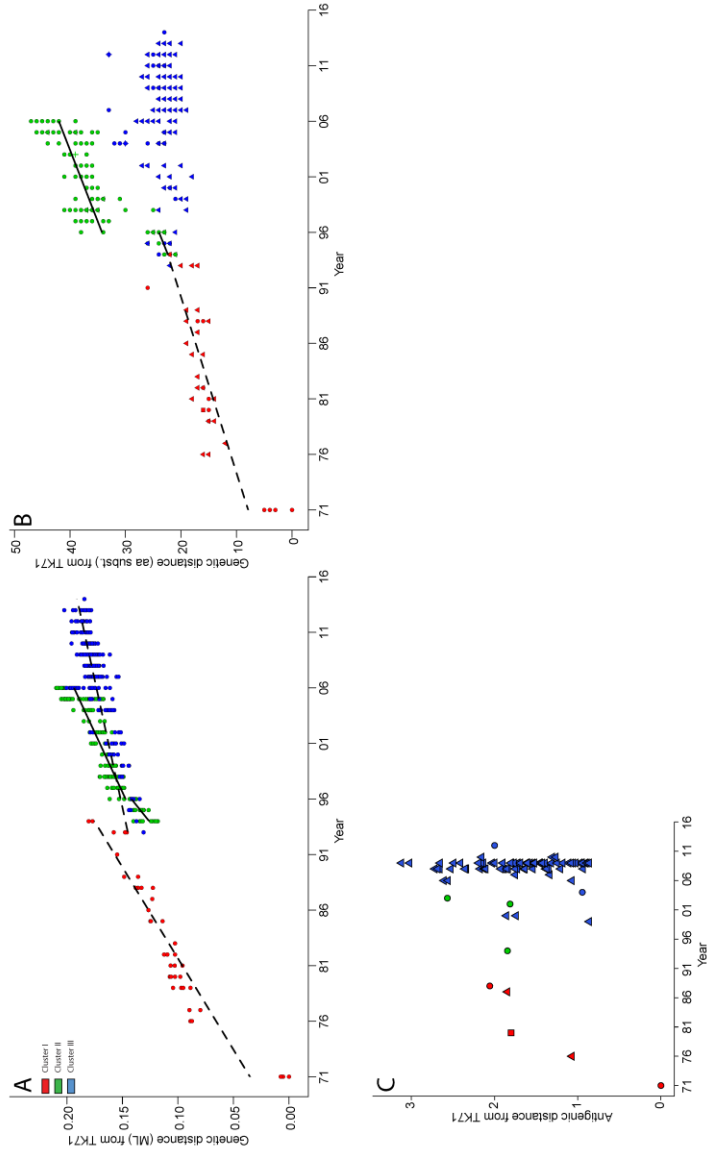 A
Cluster I
Cluster II
Cluster III
Genetic distance (ML) from TK71
0.20
0.15
0.10
0.05
0.00
71 76 81 86 91 96 01 06 11 16
Year
B
Genetic distance (aa subst.) from TK71
50
40
30
20
10
0
71 76 81 86 91 96 01 06 11 16
Year
C
Antigenic distance from TK71
3
2
1
0
71 76 81 86 91 96 01 06 11 16
Year